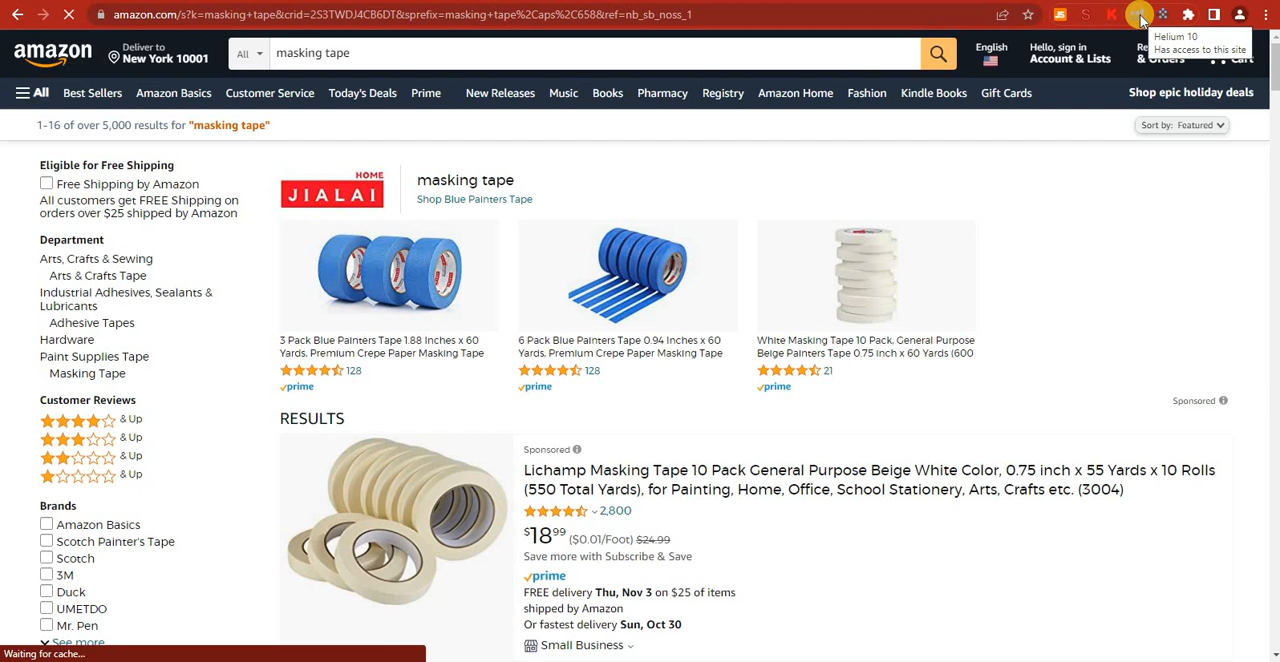 amazon.com/s?k=masking+tape&crid=2S3TWDJ4CB6DT&sprefix=masking+tape%2Caps%2C658&ref=nb_sb_noss_1
Helium 10
Has access to this site
amazon
Deliver to
New York 10001
All
masking tape
English
Hello, sign in
Account & Lists
& Orders
Cart
All
Best Sellers
Amazon Basics
Customer Service
Today's Deals
Prime
New Releases
Music
Books
Pharmacy
Registry
Amazon Home
Fashion
Kindle Books
Gift Cards
Shop epic holiday deals
1-16 of over 5,000 results for "masking tape"
Sort by: Featured
Eligible for Free Shipping
Free Shipping by Amazon
All customers get FREE Shipping on
orders over $25 shipped by Amazon
Department
Arts, Crafts & Sewing
Arts & Crafts Tape
Industrial Adhesives, Sealants &
Lubricants
Adhesive Tapes
Hardware
Paint Supplies Tape
Masking Tape
Customer Reviews
& Up
& Up
& Up
& Up
Brands
Amazon Basics
Scotch Painter's Tape
Scotch
3M
Duck
UMETDO
Mr. Pen
See more
Waiting for cache...
HOME
JIALAI
masking tape
Shop Blue Painters Tape
3 Pack Blue Painters Tape 1.88 Inches x 60
Yards, Premium Crepe Paper Masking Tape
128
prime
6 Pack Blue Painters Tape 0.94 Inches x 60
Yards, Premium Crepe Paper Masking Tape
128
prime
White Masking Tape 10 Pack, General Purpose
Beige Painters Tape 0.75 Inch x 60 Yards (600
21
prime
Sponsored
RESULTS
Sponsored
Lichamp Masking Tape 10 Pack General Purpose Beige White Color, 0.75 inch x 55 Yards x 10 Rolls
(550 Total Yards), for Painting, Home, Office, School Stationery, Arts, Crafts etc. (3004)
2,800
$18.99 ($0.01/Foot) $24.99
Save more with Subscribe & Save
prime
FREE delivery Thu, Nov 3 on $25 of items
shipped by Amazon
Or fastest delivery Sun, Oct 30
Small Business